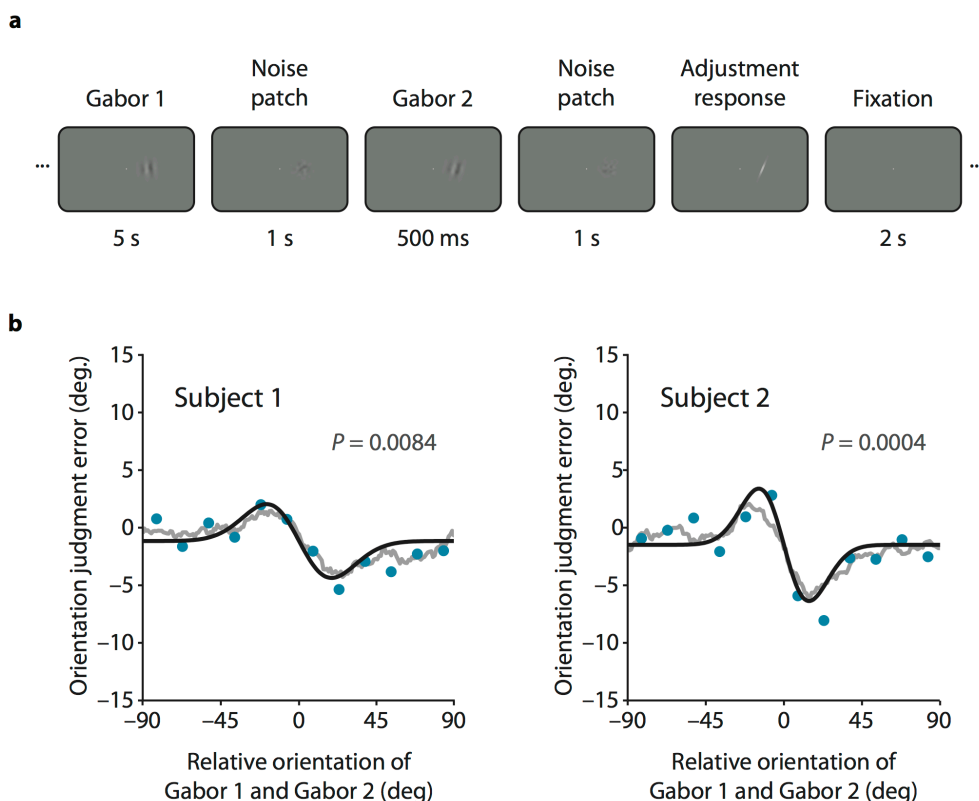 a
Gabor 1
Noise
patch
Gabor 2
Noise
patch
Adjustment
response
Fixation
...
...
5 s
1 s
500 ms
1 s
2 s
b
Orientation judgment error (deg.)
15
10
5
0
−5
−10
−15
Subject 1
P = 0.0084
−90
−45
0
45
90
Relative orientation of
Gabor 1 and Gabor 2 (deg)
Orientation judgment error (deg.)
15
10
5
0
−5
−10
−15
Subject 2
P = 0.0004
−90
−45
0
45
90
Relative orientation of
Gabor 1 and Gabor 2 (deg)